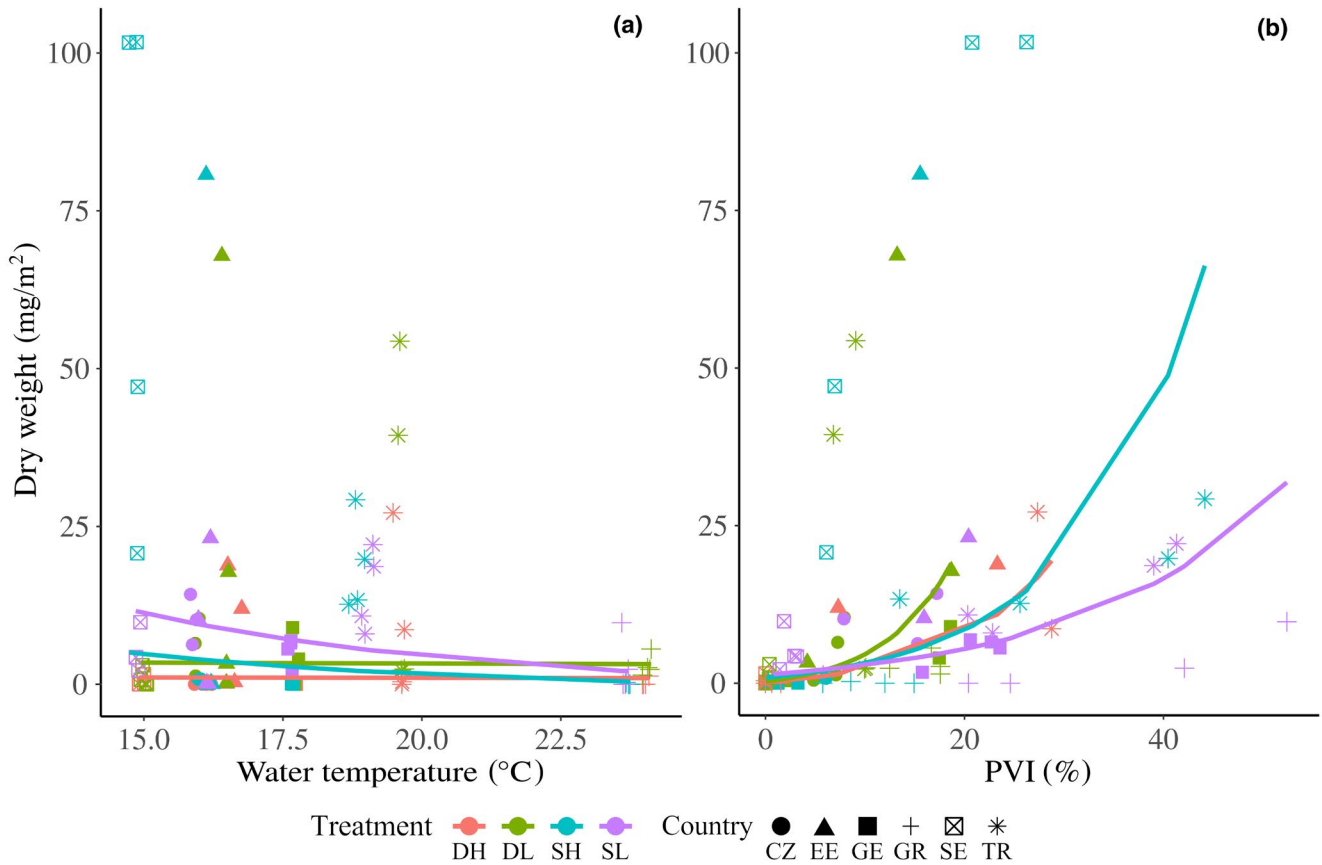 (a)
(b)
100
75
50
25
0
100
75
50
25
0
Dry weight (mg/m²)
15.0 17.5 20.0 22.5
0 20 40
Water temperature (°C)
PVI (%)
Treatment DH DL SH SL Country CZ EE GE GR SE TR